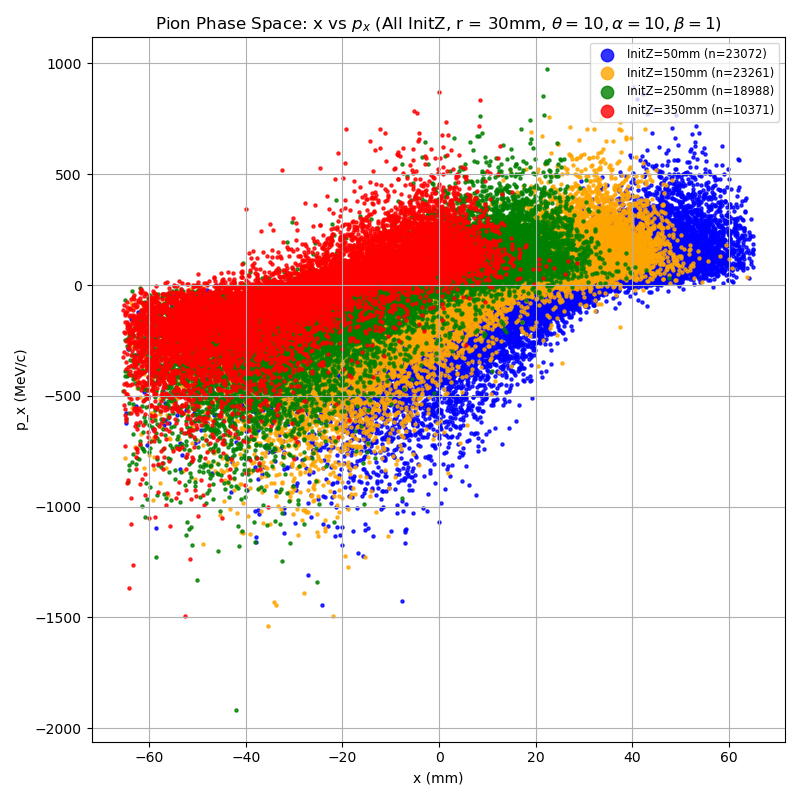 Pion Phase Space: x vs pₓ (All InitZ, r = 30mm, θ = 10, α = 10, β = 1)
InitZ=50mm (n=23072)
InitZ=150mm (n=23261)
InitZ=250mm (n=18988)
InitZ=350mm (n=10371)
1000
500
0
−500
−1000
−1500
−2000
p_x (MeV/c)
−60
−40
−20
0
20
40
60
x (mm)